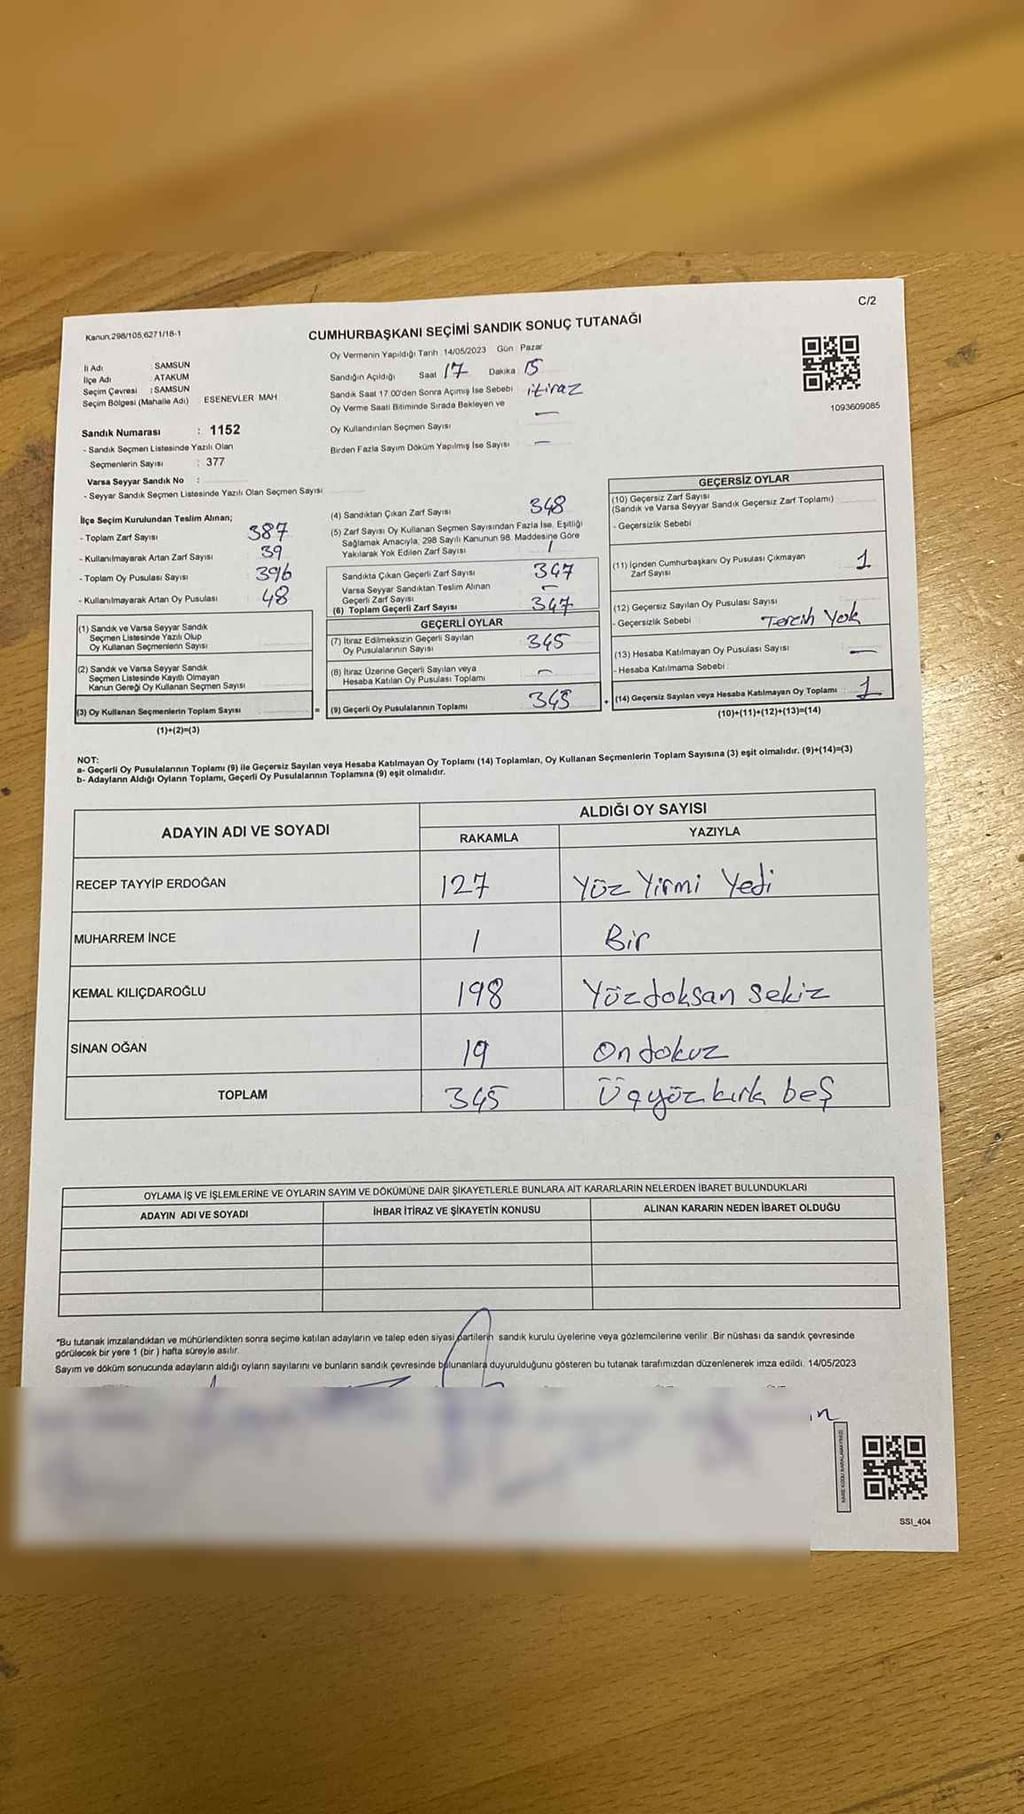 C/2
Kanun.298/105,6271/18-1
CUMHURBAŞKANI SEÇİMİ SANDIK SONUÇ TUTANAĞI
İl Adı SAMSUN
İlçe Adı ATAKUM
Seçim Çevresi : SAMSUN
Seçim Bölgesi (Mahalle Adı) ESENEVLER MAH
Sandık Numarası : 1152
- Sandık Seçmen Listesinde Yazılı Olan
Seçmenlerin Sayısı : 377
Varsa Seyyar Sandık No :
- Seyyar Sandık Seçmen Listesinde Yazılı Olan Seçmen Sayısı
Oy Vermenin Yapıldığı Tarih 14/05/2023 Gün Pazar
Sandığın Açıldığı Saat 17 Dakika 15
Sandık Saat 17.00'den Sonra Açımış İse Sebebi itiraz
Oy Verme Saati Bitiminde Sırada Bekleyen ve —
Oy Kullandırılan Seçmen Sayısı
Birden Fazla Sayım Döküm Yapılmış İse Sayısı —
1093609085
İlçe Seçim Kurulundan Teslim Alınan;
- Toplam Zarf Sayısı 387
- Kullanılmayarak Artan Zarf Sayısı 39
- Toplam Oy Pusulası Sayısı 396
- Kullanılmayarak Artan Oy Pusulası 48
(1) Sandık ve Varsa Seyyar Sandık
Seçmen Listesinde Yazılı Olup
Oy Kullanan Seçmenlerin Sayısı
(2) Sandık ve Varsa Seyyar Sandık
Seçmen Listesinde Kayıtlı Olmayan
Kanun Gereği Oy Kullanan Seçmen Sayısı
(3) Oy Kullanan Seçmenlerin Toplam Sayısı =
(1)+(2)=(3)
(4) Sandıktan Çıkan Zarf Sayısı 348
(5) Zarf Sayısı Oy Kullanan Seçmen Sayısından Fazla İse, Eşitliği
Sağlamak Amacıyla, 298 Sayılı Kanunun 98. Maddesine Göre
Yakılarak Yok Edilen Zarf Sayısı 1
Sandıkta Çıkan Geçerli Zarf Sayısı 347
Varsa Seyyar Sandıktan Teslim Alınan
Geçerli Zarf Sayısı —
(6) Toplam Geçerli Zarf Sayısı 347
GEÇERLİ OYLAR
(7) İtiraz Edilmeksizin Geçerli Sayılan
Oy Pusulalarının Sayısı 345
(8) İtiraz Üzerine Geçerli Sayılan veya
Hesaba Katılan Oy Pusulası Toplamı —
(9) Geçerli Oy Pusulalarının Toplamı 345 +
GEÇERSİZ OYLAR
(10) Geçersiz Zarf Sayısı
(Sandık ve Varsa Seyyar Sandık Geçersiz Zarf Toplamı)
- Geçersizlik Sebebi
(11) İçinden Cumhurbaşkanı Oy Pusulası Çıkmayan
Zarf Sayısı 1
(12) Geçersiz Sayılan Oy Pusulası Sayısı
- Geçersizlik Sebebi Tercih Yok
(13) Hesaba Katılmayan Oy Pusulası Sayısı —
- Hesaba Katılmama Sebebi
(14) Geçersiz Sayılan veya Hesaba Katılmayan Oy Toplamı 1
(10)+(11)+(12)+(13)=(14)
NOT:
a- Geçerli Oy Pusulalarının Toplamı (9) ile Geçersiz Sayılan veya Hesaba Katılmayan Oy Toplamı (14) Toplamları, Oy Kullanan Seçmenlerin Toplam Sayısına (3) eşit olmalıdır. (9)+(14)=(3)
b- Adayların Aldığı Oyların Toplamı, Geçerli Oy Pusulalarının Toplamına (9) eşit olmalıdır.
ADAYIN ADI VE SOYADI ALDIĞI OY SAYISI
RAKAMLA YAZIYLA
RECEP TAYYİP ERDOĞAN 127 Yüz Yirmi Yedi
MUHARREM İNCE 1 Bir
KEMAL KILIÇDAROĞLU 198 Yüzdoksan sekiz
SİNAN OĞAN 19 Ondokuz
TOPLAM 345 Üçyüzkırk beş
OYLAMA İŞ VE İŞLEMLERİNE VE OYLARIN SAYIM VE DÖKÜMÜNE DAİR ŞİKAYETLERLE BUNLARA AİT KARARLARIN NELERDEN İBARET BULUNDUKLARI
ADAYIN ADI VE SOYADI İHBAR İTİRAZ VE ŞİKAYETİN KONUSU ALINAN KARARIN NEDEN İBARET OLDUĞU
*Bu tutanak imzalandıktan ve mühürlendikten sonra seçime katılan adayların ve talep eden siyasi partilerin sandık kurulu üyelerine veya gözlemcilerine verilir. Bir nüshası da sandık çevresinde
görülecek bir yere 1 (bir) hafta süreyle asılır.
Sayım ve döküm sonucunda adayların aldığı oyların sayılarını ve bunların sandık çevresinde bulunanlara duyurulduğunu gösteren bu tutanak tarafımızdan düzenlenerek imza edildi. 14/05/2023
SSI_404